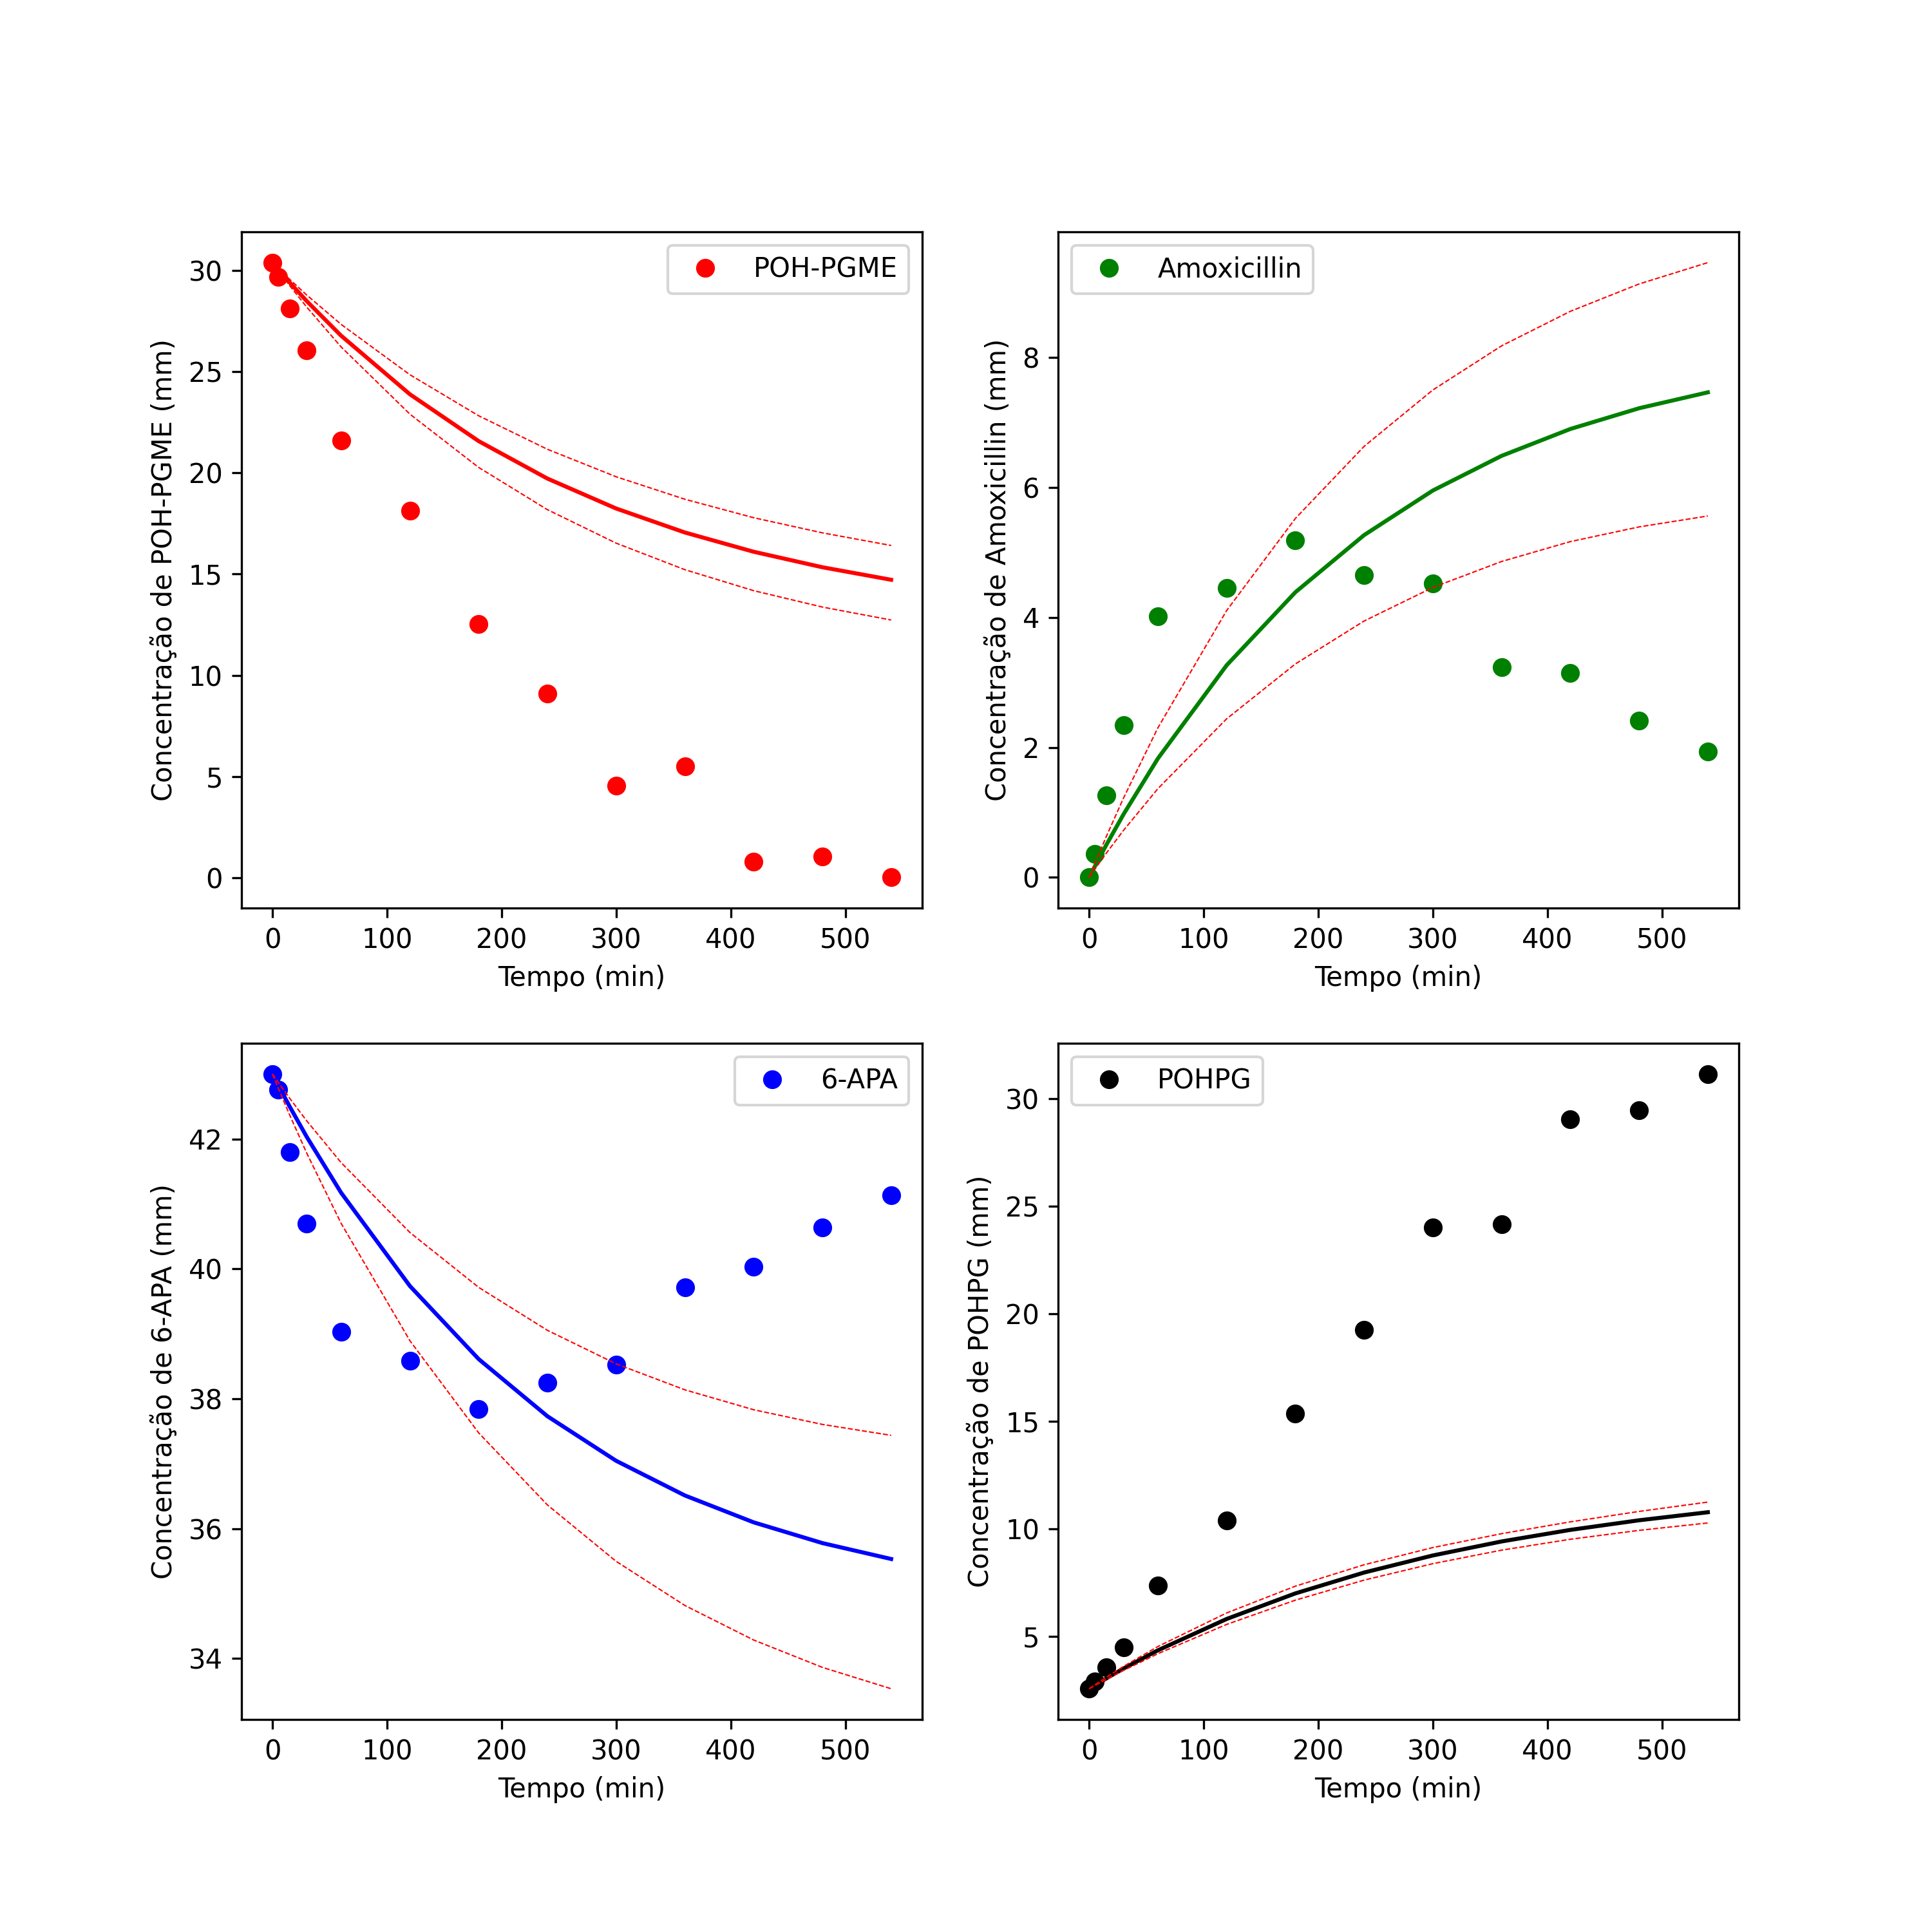 POH-PGME
Concentração de POH-PGME (mm)
30
25
20
15
10
5
0
0 100 200 300 400 500
Tempo (min)
Amoxicillin
Concentração de Amoxicillin (mm)
8
6
4
2
0
0 100 200 300 400 500
Tempo (min)
6-APA
Concentração de 6-APA (mm)
42
40
38
36
34
0 100 200 300 400 500
Tempo (min)
POHPG
Concentração de POHPG (mm)
30
25
20
15
10
5
0 100 200 300 400 500
Tempo (min)